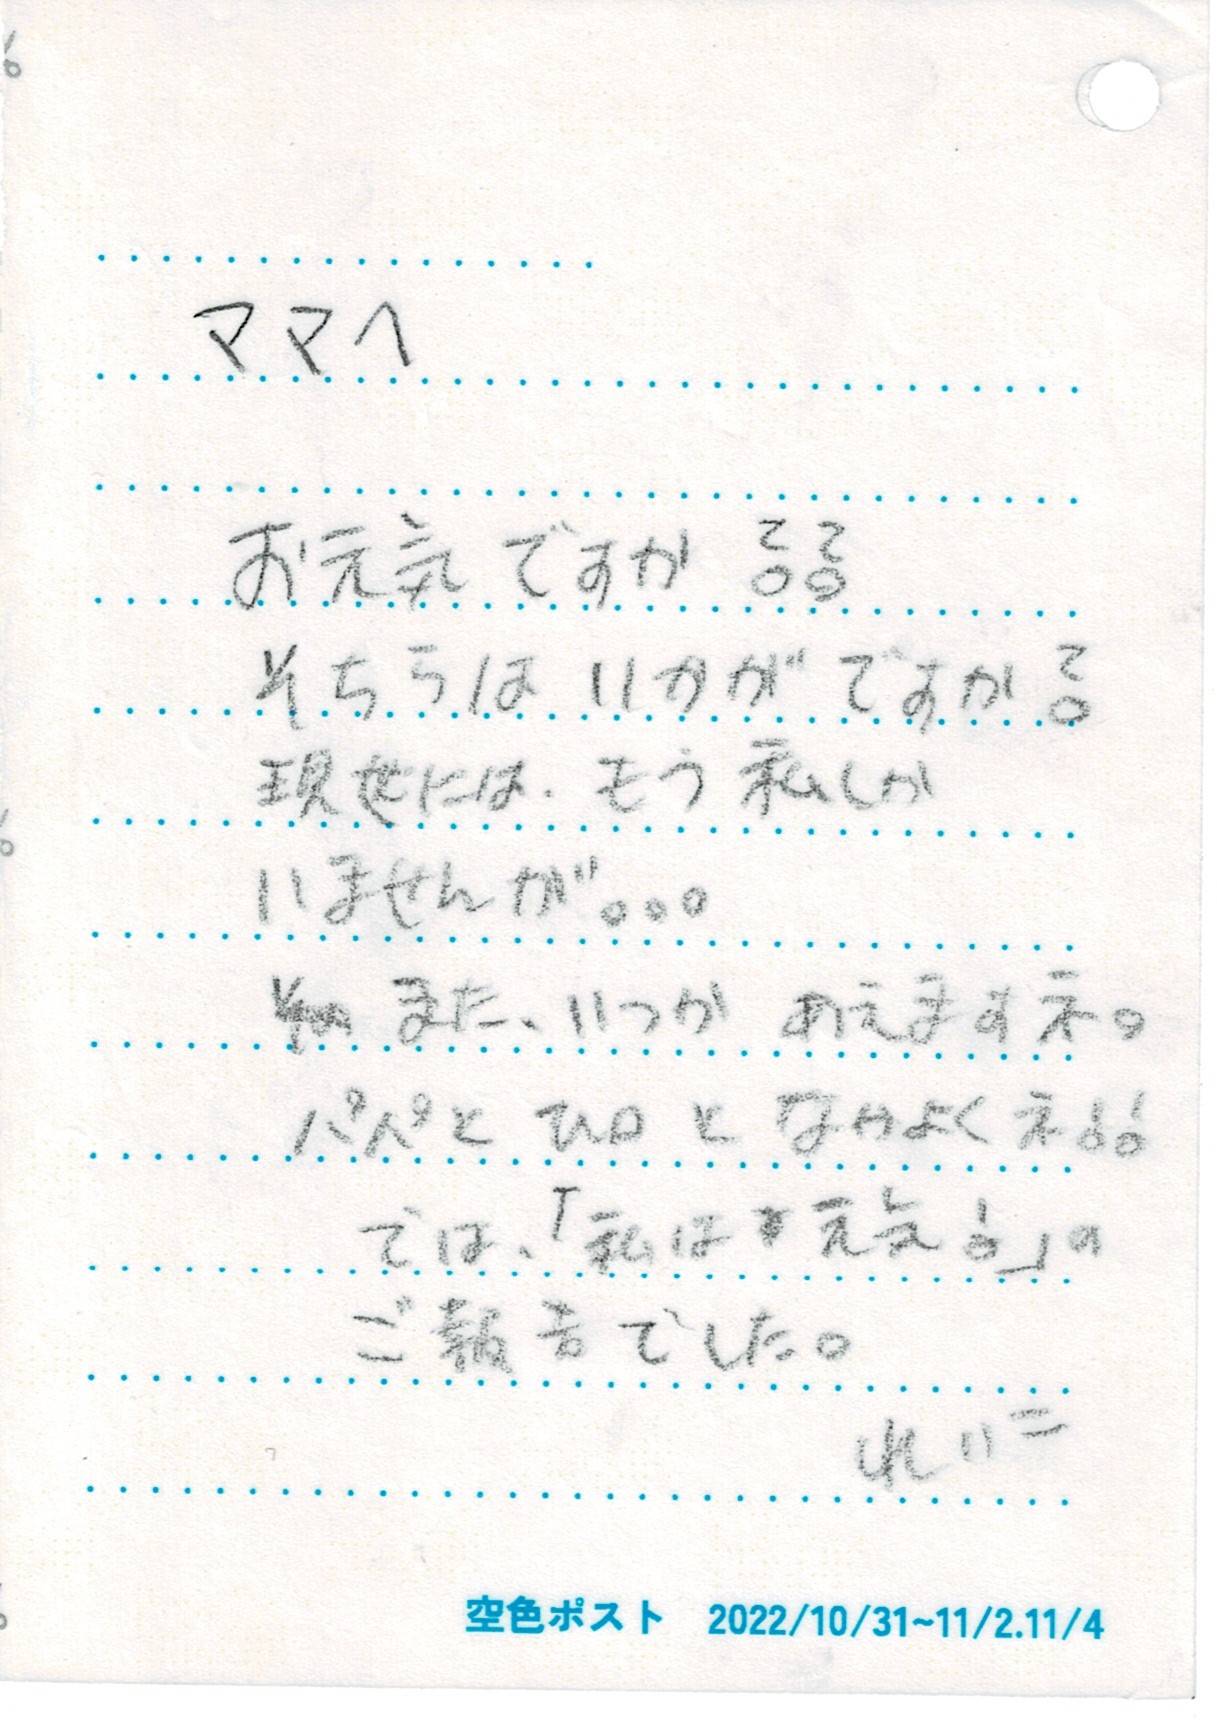 ママへ
お元気ですか??
そちらはいかがですか?
現世には、もう私しか
いませんが。。。
また、いつかあえますネ。
パパとひロとなかよくネ!!
では、「私は元気!」の
ご報告でした。
れいこ
空色ポスト 2022/10/31~11/2.11/4